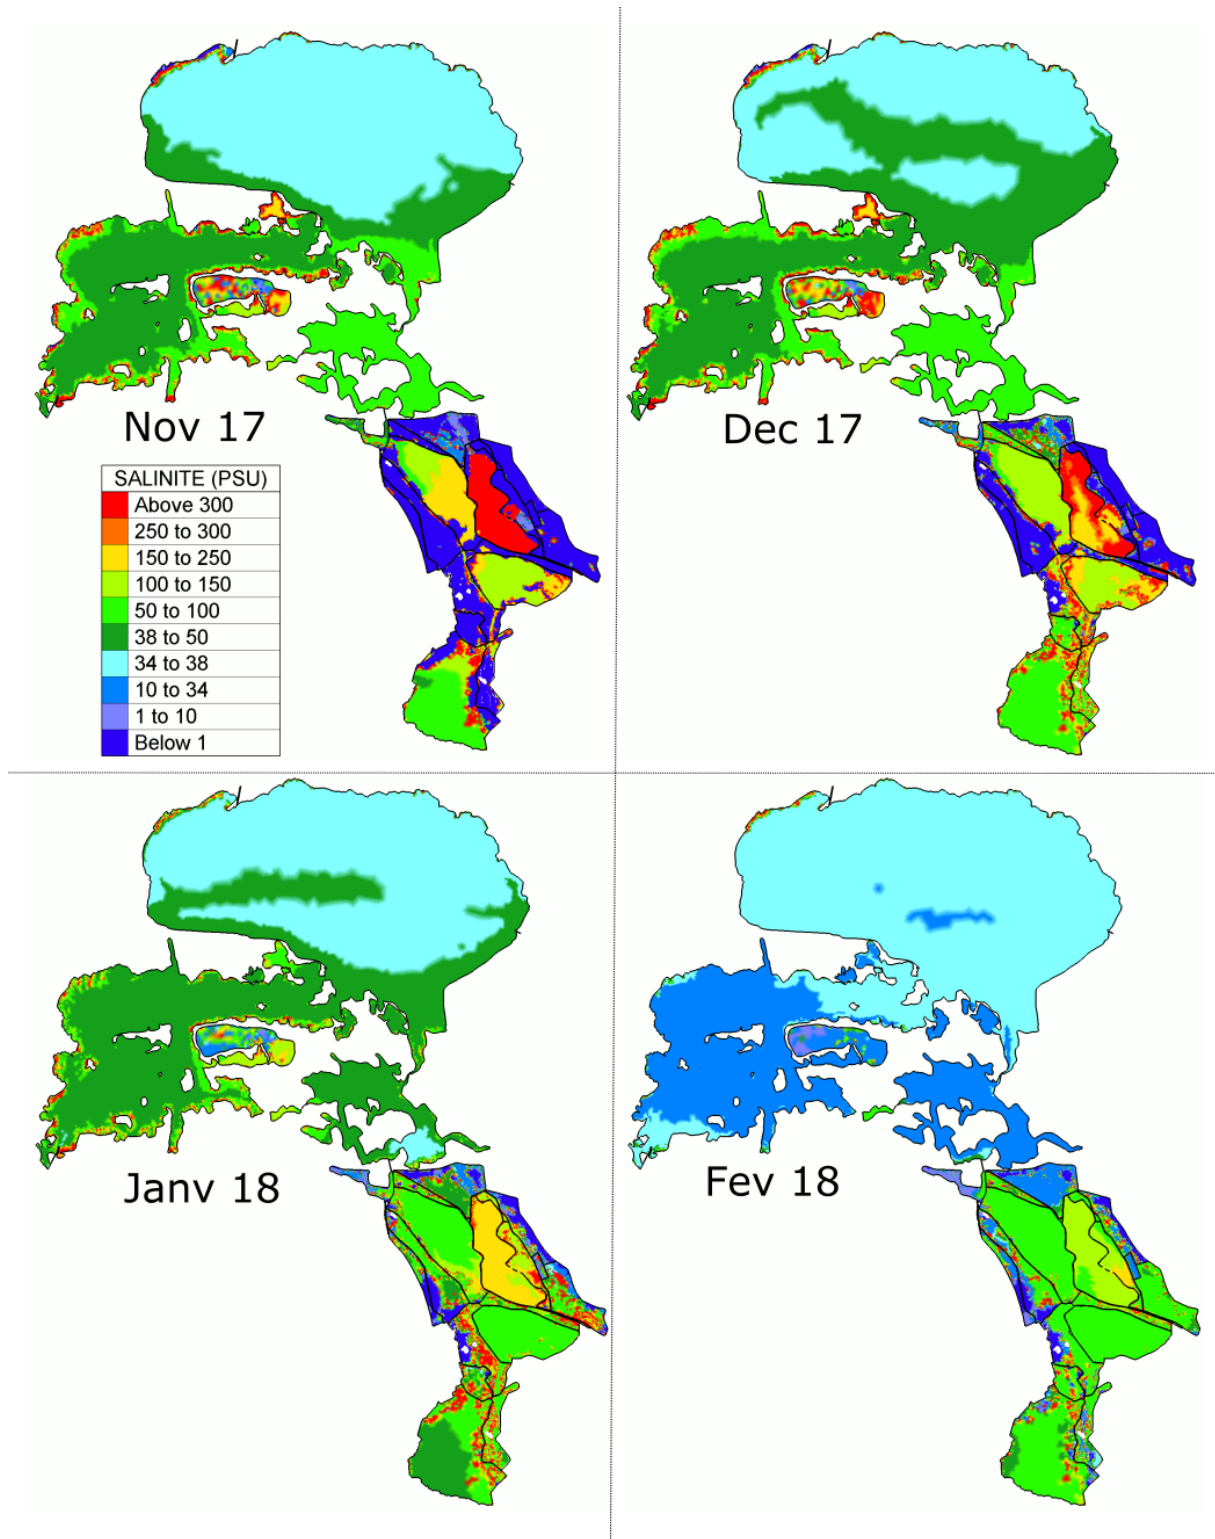 Nov 17
Dec 17
SALINITE (PSU)
Above 300
250 to 300
150 to 250
100 to 150
50 to 100
38 to 50
34 to 38
10 to 34
1 to 10
Below 1
Janv 18
Fev 18